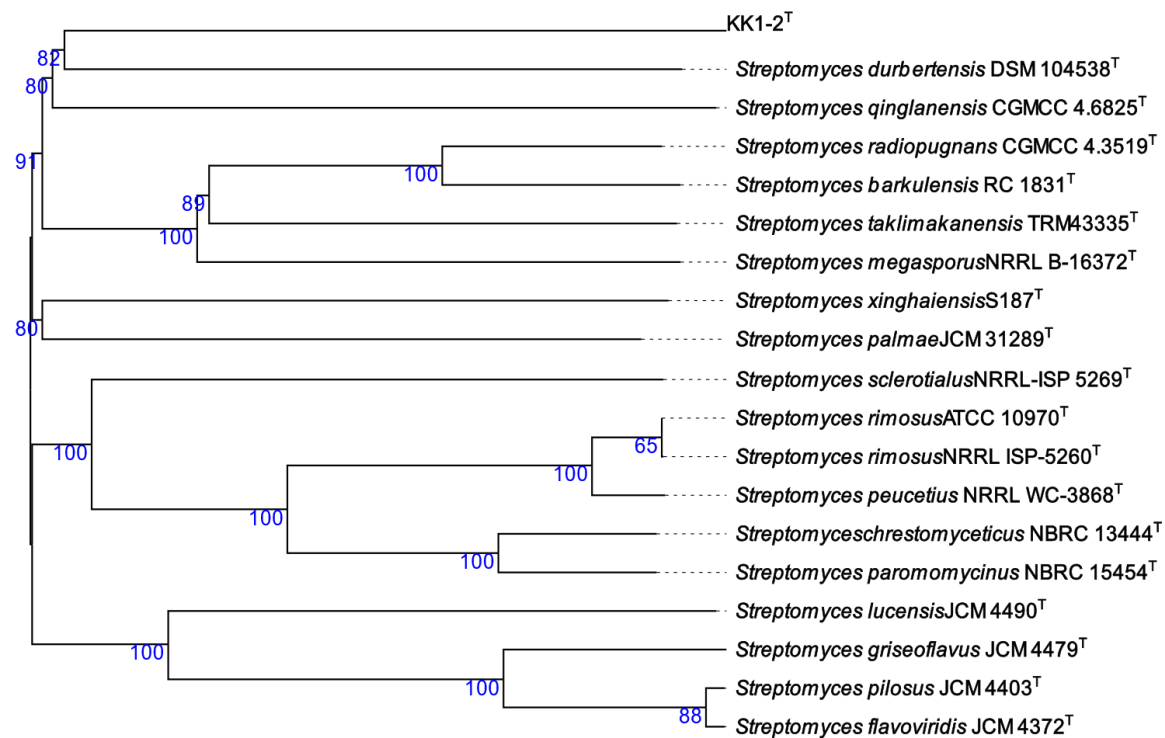 KK1-2ᵀ
82
Streptomyces durbertensis DSM 104538ᵀ
80
Streptomyces qinglanensis CGMCC 4.6825ᵀ
Streptomyces radiopugnans CGMCC 4.3519ᵀ
91
100
Streptomyces barkulensis RC 1831ᵀ
89
Streptomyces taklimakanensis TRM43335ᵀ
100
Streptomyces megasporusNRRL B-16372ᵀ
Streptomyces xinghaiensisS187ᵀ
80
Streptomyces palmaeJCM 31289ᵀ
Streptomyces sclerotialusNRRL-ISP 5269ᵀ
Streptomyces rimosusATCC 10970ᵀ
65
100
Streptomyces rimosusNRRL ISP-5260ᵀ
100
Streptomyces peucetius NRRL WC-3868ᵀ
100
Streptomyceschrestomyceticus NBRC 13444ᵀ
100
Streptomyces paromomycinus NBRC 15454ᵀ
Streptomyces lucensisJCM 4490ᵀ
100
Streptomyces griseoflavus JCM 4479ᵀ
100
Streptomyces pilosus JCM 4403ᵀ
88
Streptomyces flavoviridis JCM 4372ᵀ